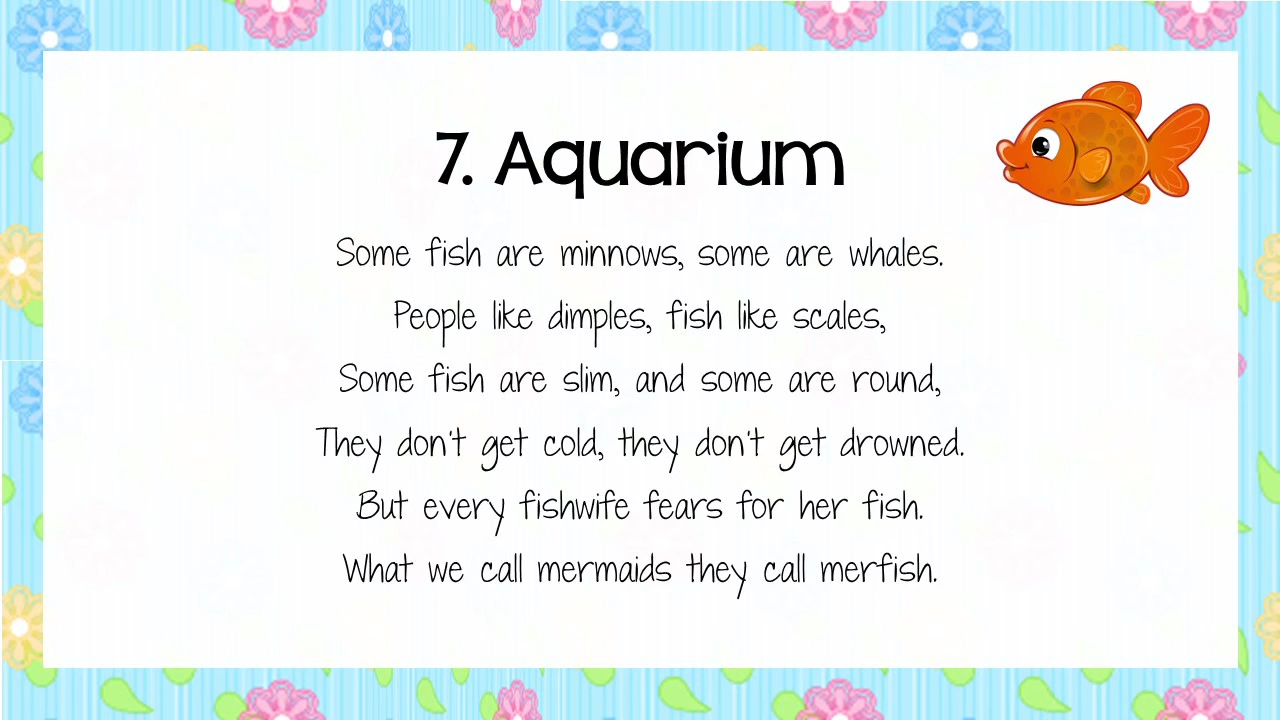 7. Aquarium
Some fish are minnows, some are whales.
People like dimples, fish like scales,
Some fish are slim, and some are round,
They don't get cold, they don't get drowned.
But every fishwife fears for her fish.
What we call mermaids they call merfish.